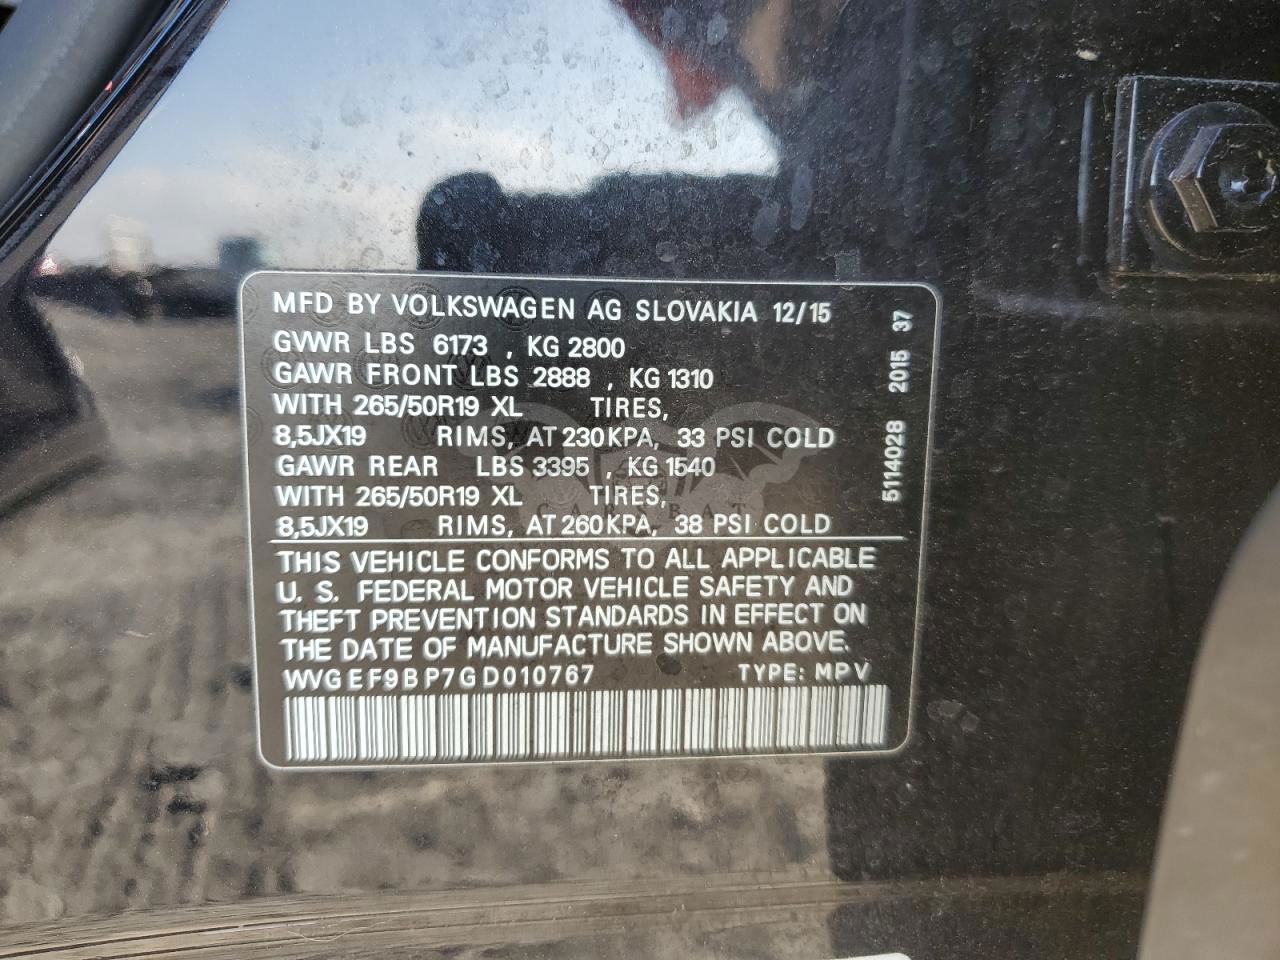 MFD BY VOLKSWAGEN AG SLOVAKIA 12/15
GVWR LBS 6173 , KG 2800
GAWR FRONT LBS 2888 , KG 1310
WITH 265/50R19 XL TIRES,
8,5JX19 RIMS, AT 230KPA, 33 PSI COLD
GAWR REAR LBS 3395 , KG 1540
WITH 265/50R19 XL TIRES,
8,5JX19 RIMS, AT 260KPA, 38 PSI COLD
THIS VEHICLE CONFORMS TO ALL APPLICABLE
U. S. FEDERAL MOTOR VEHICLE SAFETY AND
THEFT PREVENTION STANDARDS IN EFFECT ON
THE DATE OF MANUFACTURE SHOWN ABOVE.
WVGEF9BP7GD010767 TYPE: MPV
5114028 2015 37
CARSBAT